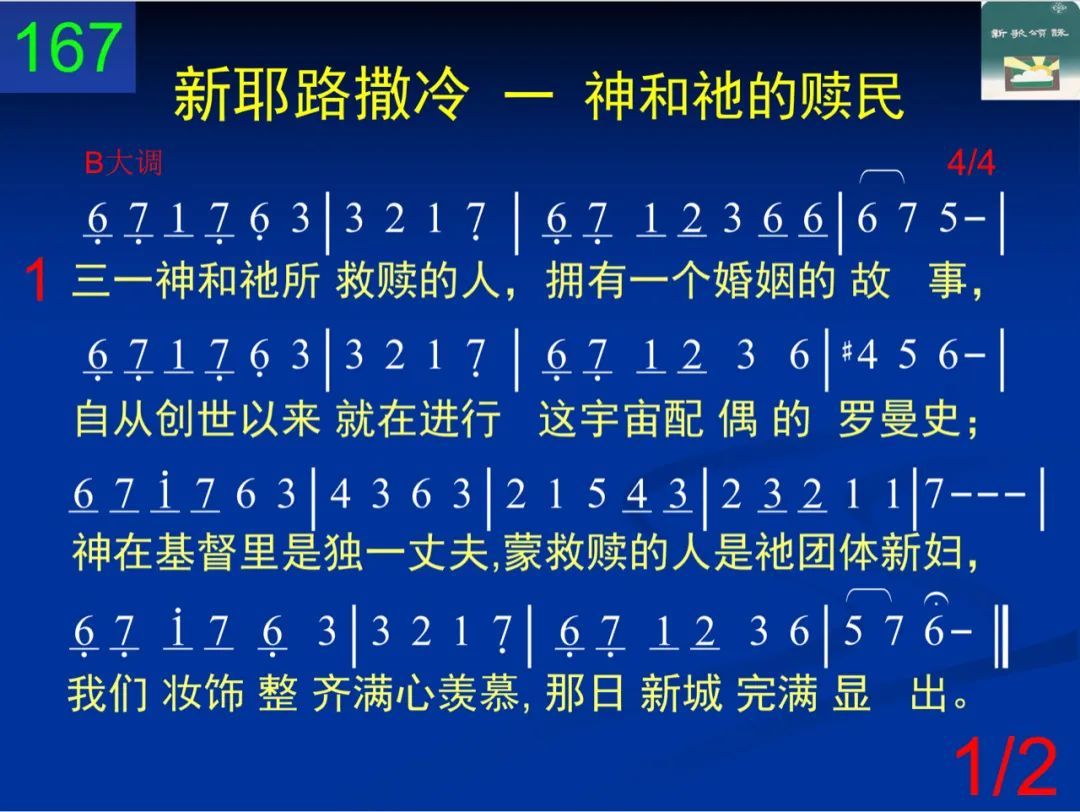 167
新歌颂咏
新耶路撒冷 一 神和祂的赎民
B大调 4/4
6̣ 7̣ 1 7̣ 6̣ 3 | 3 2 1 7̣ | 6̣ 7̣ 1 2 3 6 6 | 6 7 5– |
1 三一神和祂所 救赎的人，拥有一个婚姻的 故 事，
6̣ 7̣ 1 7̣ 6̣ 3 | 3 2 1 7̣ | 6̣ 7̣ 1 2 3 6 | ♯4 5 6– |
自从创世以来 就在进行 这宇宙配 偶 的 罗曼史；
6 7 1̇ 7 6 3 | 4 3 6 3 | 2 1 5 4 3 | 2 3 2 1 1 | 7– – – |
神在基督里是独一丈夫,蒙救赎的人是祂团体新妇，
6̣ 7̣ 1̇ 7 6̣ 3 | 3 2 1 7̣ | 6̣ 7̣ 1 2 3 6 | 5 7 6– ‖
我们 妆饰 整 齐满心羡慕, 那日 新城 完满 显 出。
1/2